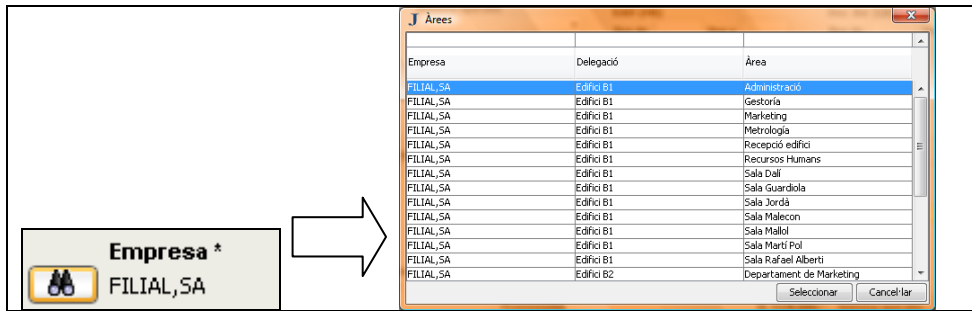 Empresa *
FILIAL,SA
J Àrees
Empresa Delegació Àrea
FILIAL,SA Edifici B1 Administració
FILIAL,SA Edifici B1 Gestoría
FILIAL,SA Edifici B1 Marketing
FILIAL,SA Edifici B1 Metrología
FILIAL,SA Edifici B1 Recepció edifici
FILIAL,SA Edifici B1 Recursos Humans
FILIAL,SA Edifici B1 Sala Dalí
FILIAL,SA Edifici B1 Sala Guardiola
FILIAL,SA Edifici B1 Sala Jordà
FILIAL,SA Edifici B1 Sala Malecon
FILIAL,SA Edifici B1 Sala Mallol
FILIAL,SA Edifici B1 Sala Martí Pol
FILIAL,SA Edifici B1 Sala Rafael Alberti
FILIAL,SA Edifici B2 Departament de Marketing
Seleccionar Cancel·lar